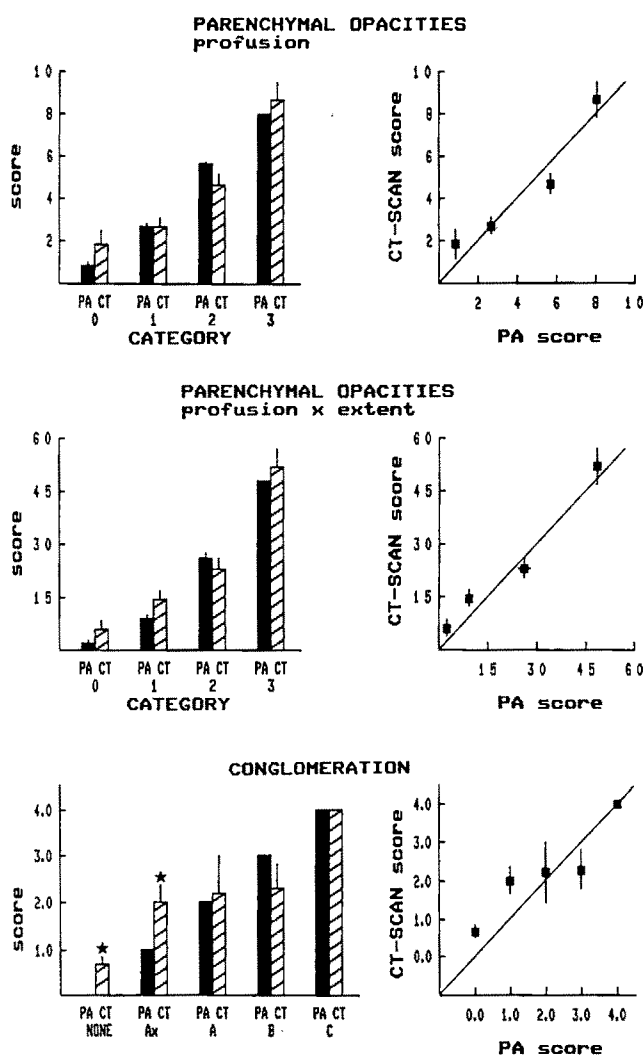 PARENCHYMAL OPACITIES
profusion
score
10
8
6
4
2
PA CT PA CT PA CT PA CT
0 1 2 3
CATEGORY
CT-SCAN score
10
8
6
4
2
2 4 6 8 10
PA score
PARENCHYMAL OPACITIES
profusion x extent
score
60
45
30
15
PA CT PA CT PA CT PA CT
0 1 2 3
CATEGORY
CT-SCAN score
60
45
30
15
15 30 45 60
PA score
CONGLOMERATION
score
4.0
3.0
2.0
1.0
PA CT PA CT PA CT PA CT PA CT
NONE Ax A B C
CT-SCAN score
4.0
3.0
2.0
1.0
0.0
0.0 1.0 2.0 3.0 4.0
PA score